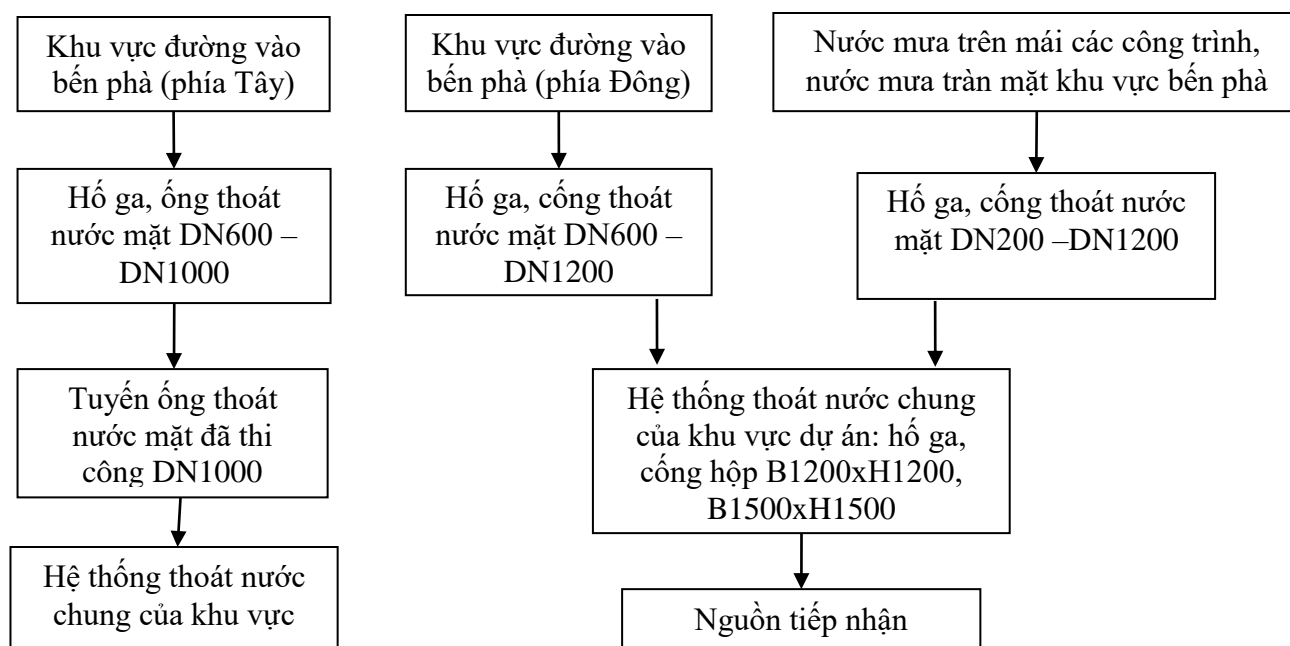 Khu vực đường vào
bến phà (phía Tây)
Hố ga, ống thoát
nước mặt DN600 –
DN1000
Tuyến ống thoát
nước mặt đã thi
công DN1000
Hệ thống thoát nước
chung của khu vực
Khu vực đường vào
bến phà (phía Đông)
Hố ga, cống thoát
nước mặt DN600 –
DN1200
Nước mưa trên mái các công trình,
nước mưa tràn mặt khu vực bến phà
Hố ga, cống thoát nước
mặt DN200 –DN1200
Hệ thống thoát nước chung
của khu vực dự án: hố ga,
cống hộp B1200xH1200,
B1500xH1500
Nguồn tiếp nhận